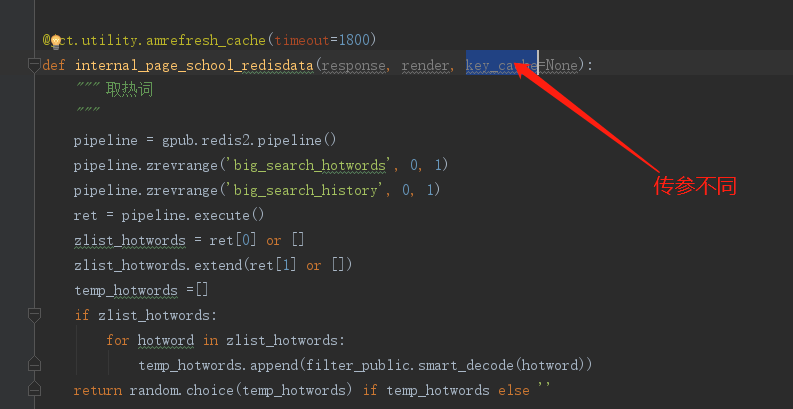 @ct.utility.amrefresh_cache(timeout=1800)
def internal_page_school_redisdata(response, render, key_cache=None):
""" 取热词
"""
pipeline = gpub.redis2.pipeline()
pipeline.zrevrange('big_search_hotwords', 0, 1)
pipeline.zrevrange('big_search_history', 0, 1)
ret = pipeline.execute()
zlist_hotwords = ret[0] or []
zlist_hotwords.extend(ret[1] or [])
temp_hotwords =[]
if zlist_hotwords:
for hotword in zlist_hotwords:
temp_hotwords.append(filter_public.smart_decode(hotword))
return random.choice(temp_hotwords) if temp_hotwords else ''
传参不同